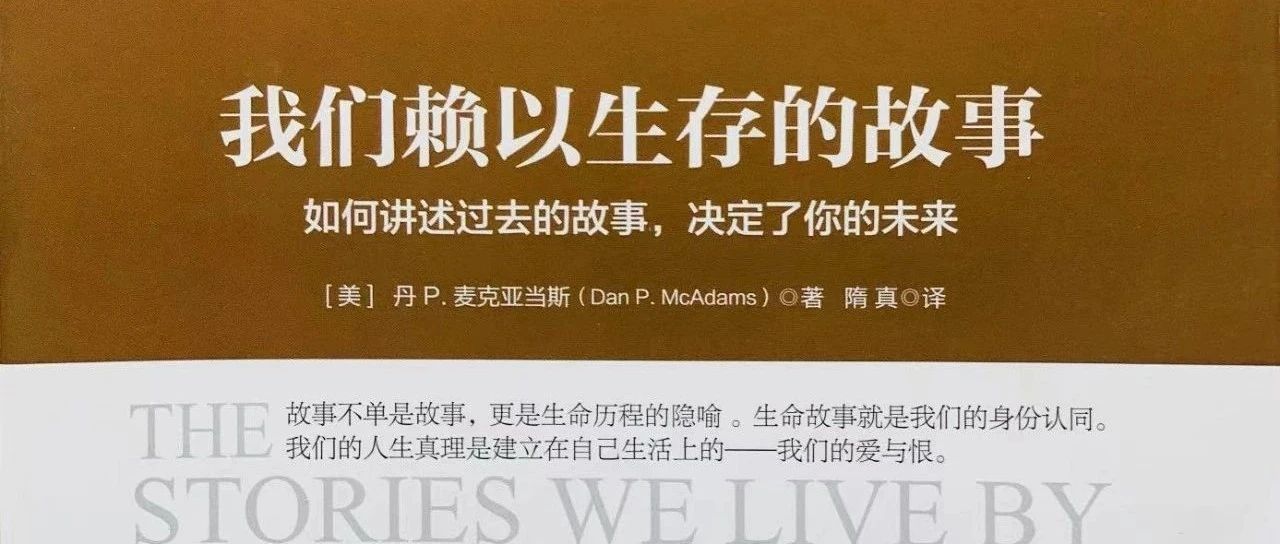 我们赖以生存的故事
如何讲述过去的故事，决定了你的未来
[美] 丹 P. 麦克亚当斯（Dan P. McAdams）◎著 隋真◎译
THE
故事不单是故事，更是生命历程的隐喻。生命故事就是我们的身份认同。
我们的人生真理是建立在自己生活上的——我们的爱与恨。
STORIES WE LIVE BY